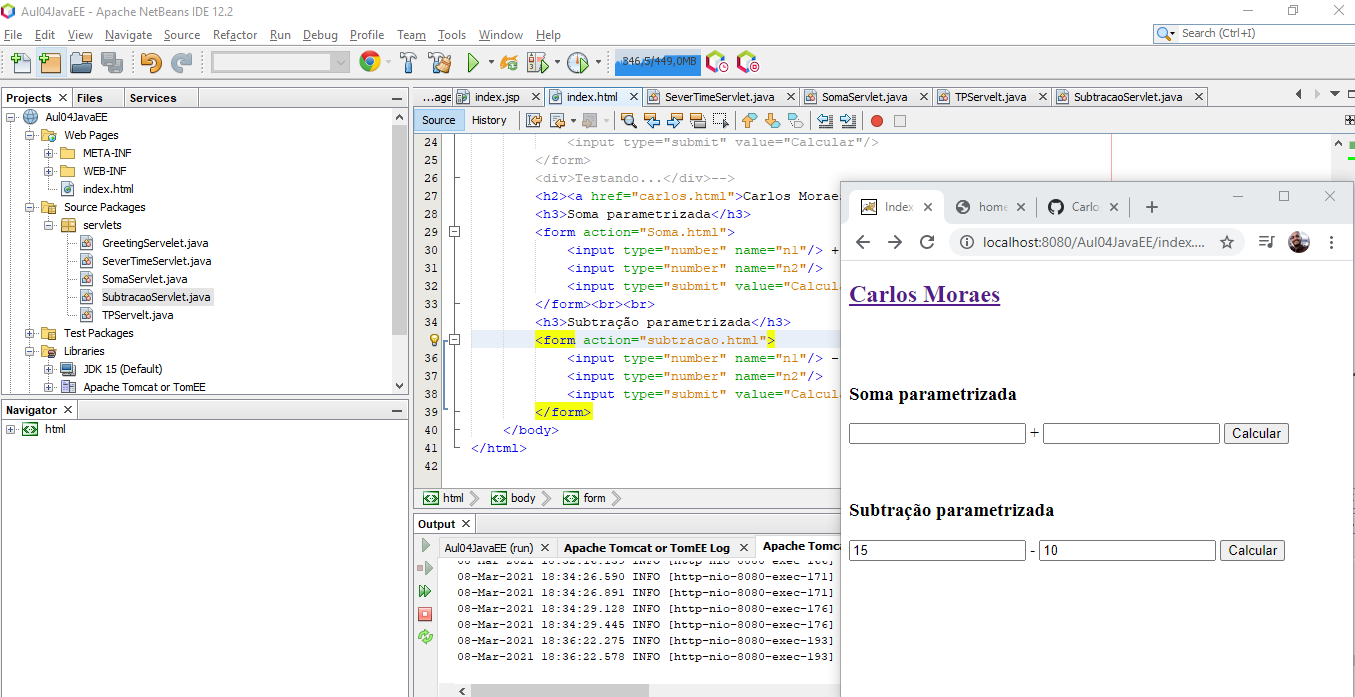 Aul04JavaEE - Apache NetBeans IDE 12.2
File Edit View Navigate Source Refactor Run Debug Profile Team Tools Window Help
Search (Ctrl+I)
346,5/449,0MB
Projects Files Services
Aul04JavaEE
Web Pages
META-INF
WEB-INF
index.html
Source Packages
servlets
GreetingServelet.java
SeverTimeServlet.java
SomaServlet.java
SubtracaoServlet.java
TPServelt.java
Test Packages
Libraries
JDK 15 (Default)
Apache Tomcat or TomEE
Navigator
html
...age index.jsp index.html SeverTimeServlet.java SomaServlet.java TPServelt.java SubtracaoServlet.java
Source History
24 <input type="submit" value="Calcular"/>
25 </form>
26 <div>Testando...</div>-->
27 <h2><a href="carlos.html">Carlos Moraes
28 <h3>Soma parametrizada</h3>
29 <form action="Soma.html">
30 <input type="number" name="n1"/> +
31 <input type="number" name="n2"/>
32 <input type="submit" value="Calcul
33 </form><br><br>
34 <h3>Subtração parametrizada</h3>
<form action="subtracao.html">
36 <input type="number" name="n1"/> -
37 <input type="number" name="n2"/>
38 <input type="submit" value="Calcul
39 </form>
40 </body>
41 </html>
42
html body form
Output
Aul04JavaEE (run) Apache Tomcat or TomEE Log Apache Tomca
08-Mar-2021 18:34:26.590 INFO [http-nio-8080-exec-171]
08-Mar-2021 18:34:26.891 INFO [http-nio-8080-exec-171]
08-Mar-2021 18:34:29.128 INFO [http-nio-8080-exec-176]
08-Mar-2021 18:34:29.445 INFO [http-nio-8080-exec-176]
08-Mar-2021 18:36:22.275 INFO [http-nio-8080-exec-193]
08-Mar-2021 18:36:22.578 INFO [http-nio-8080-exec-193]
Index home Carlo
localhost:8080/Aul04JavaEE/index....
Carlos Moraes
Soma parametrizada
+ Calcular
Subtração parametrizada
15 - 10 Calcular